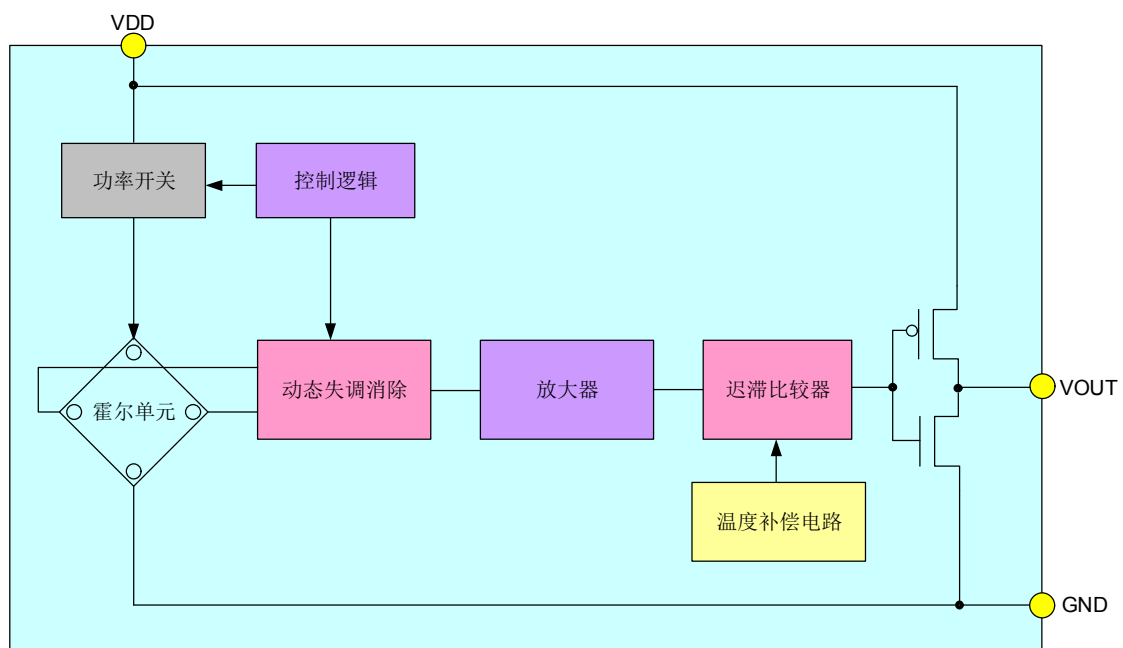 VDD
功率开关
控制逻辑
霍尔单元
动态失调消除
放大器
迟滞比较器
VOUT
温度补偿电路
GND